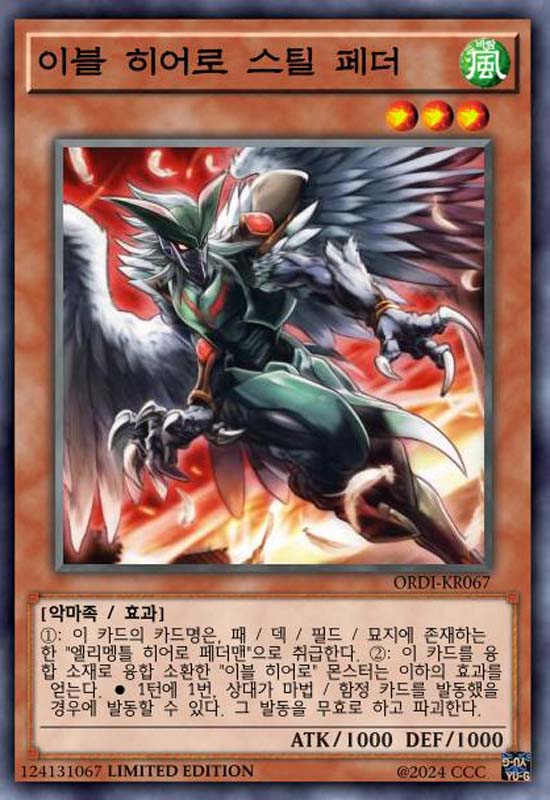 이블 히어로 스틸 페더
바람
風
ORDI-KR067
[악마족 / 효과]
①: 이 카드의 카드명은, 패 / 덱 / 필드 / 묘지에 존재하는
한 "엘리멩틀 히어로 페더맨"으로 취급한다. ②: 이 카드를 융
합 소재로 융합 소환한 "이블 히어로" 몬스터는 이하의 효과를
얻는다. ● 1턴에 1번, 상대가 마법 / 함정 카드를 발동했을
경우에 발동할 수 있다. 그 발동을 무효로 하고 파괴한다.
ATK/1000 DEF/1000
124131067 LIMITED EDITION
@2024 CCC
YU-G
YU-G